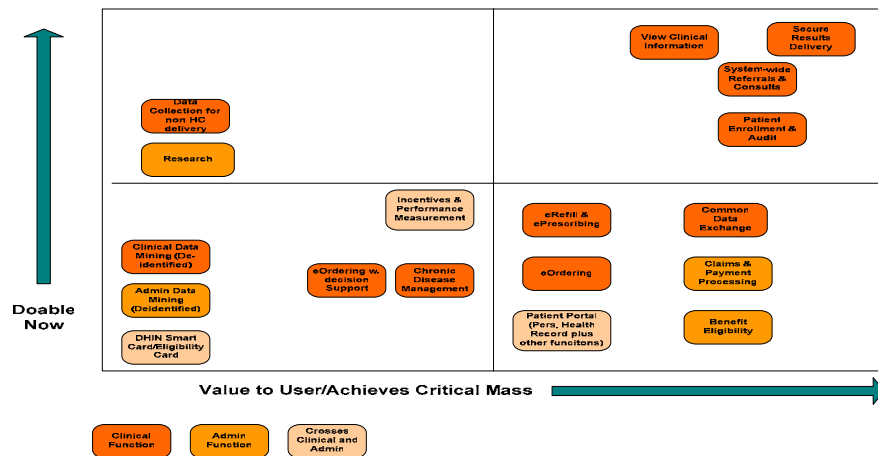 View Clinical
Information
Secure
Results
Delivery
System-wide
Referrals &
Consults
Data
Collection for
non HC
delivery
Patient
Enrollment &
Audit
Research
Incentives &
Performance
Measurement
eRefill &
ePrescribing
Common
Data
Exchange
Clinical Data
Mining (De-
identified)
eOrdering w.
decision
Support
Chronic
Disease
Management
eOrdering
Claims &
Payment
Processing
Admin Data
Mining
(Deidentified)
Doable
Now
DHIN Smart
Card/Eligibility
Card
Patient Portal
(Pers. Health
Record plus
other funcitons)
Benefit
Eligibility
Value to User/Achieves Critical Mass
Clinical
Function
Admin
Function
Crosses
Clinical and
Admin